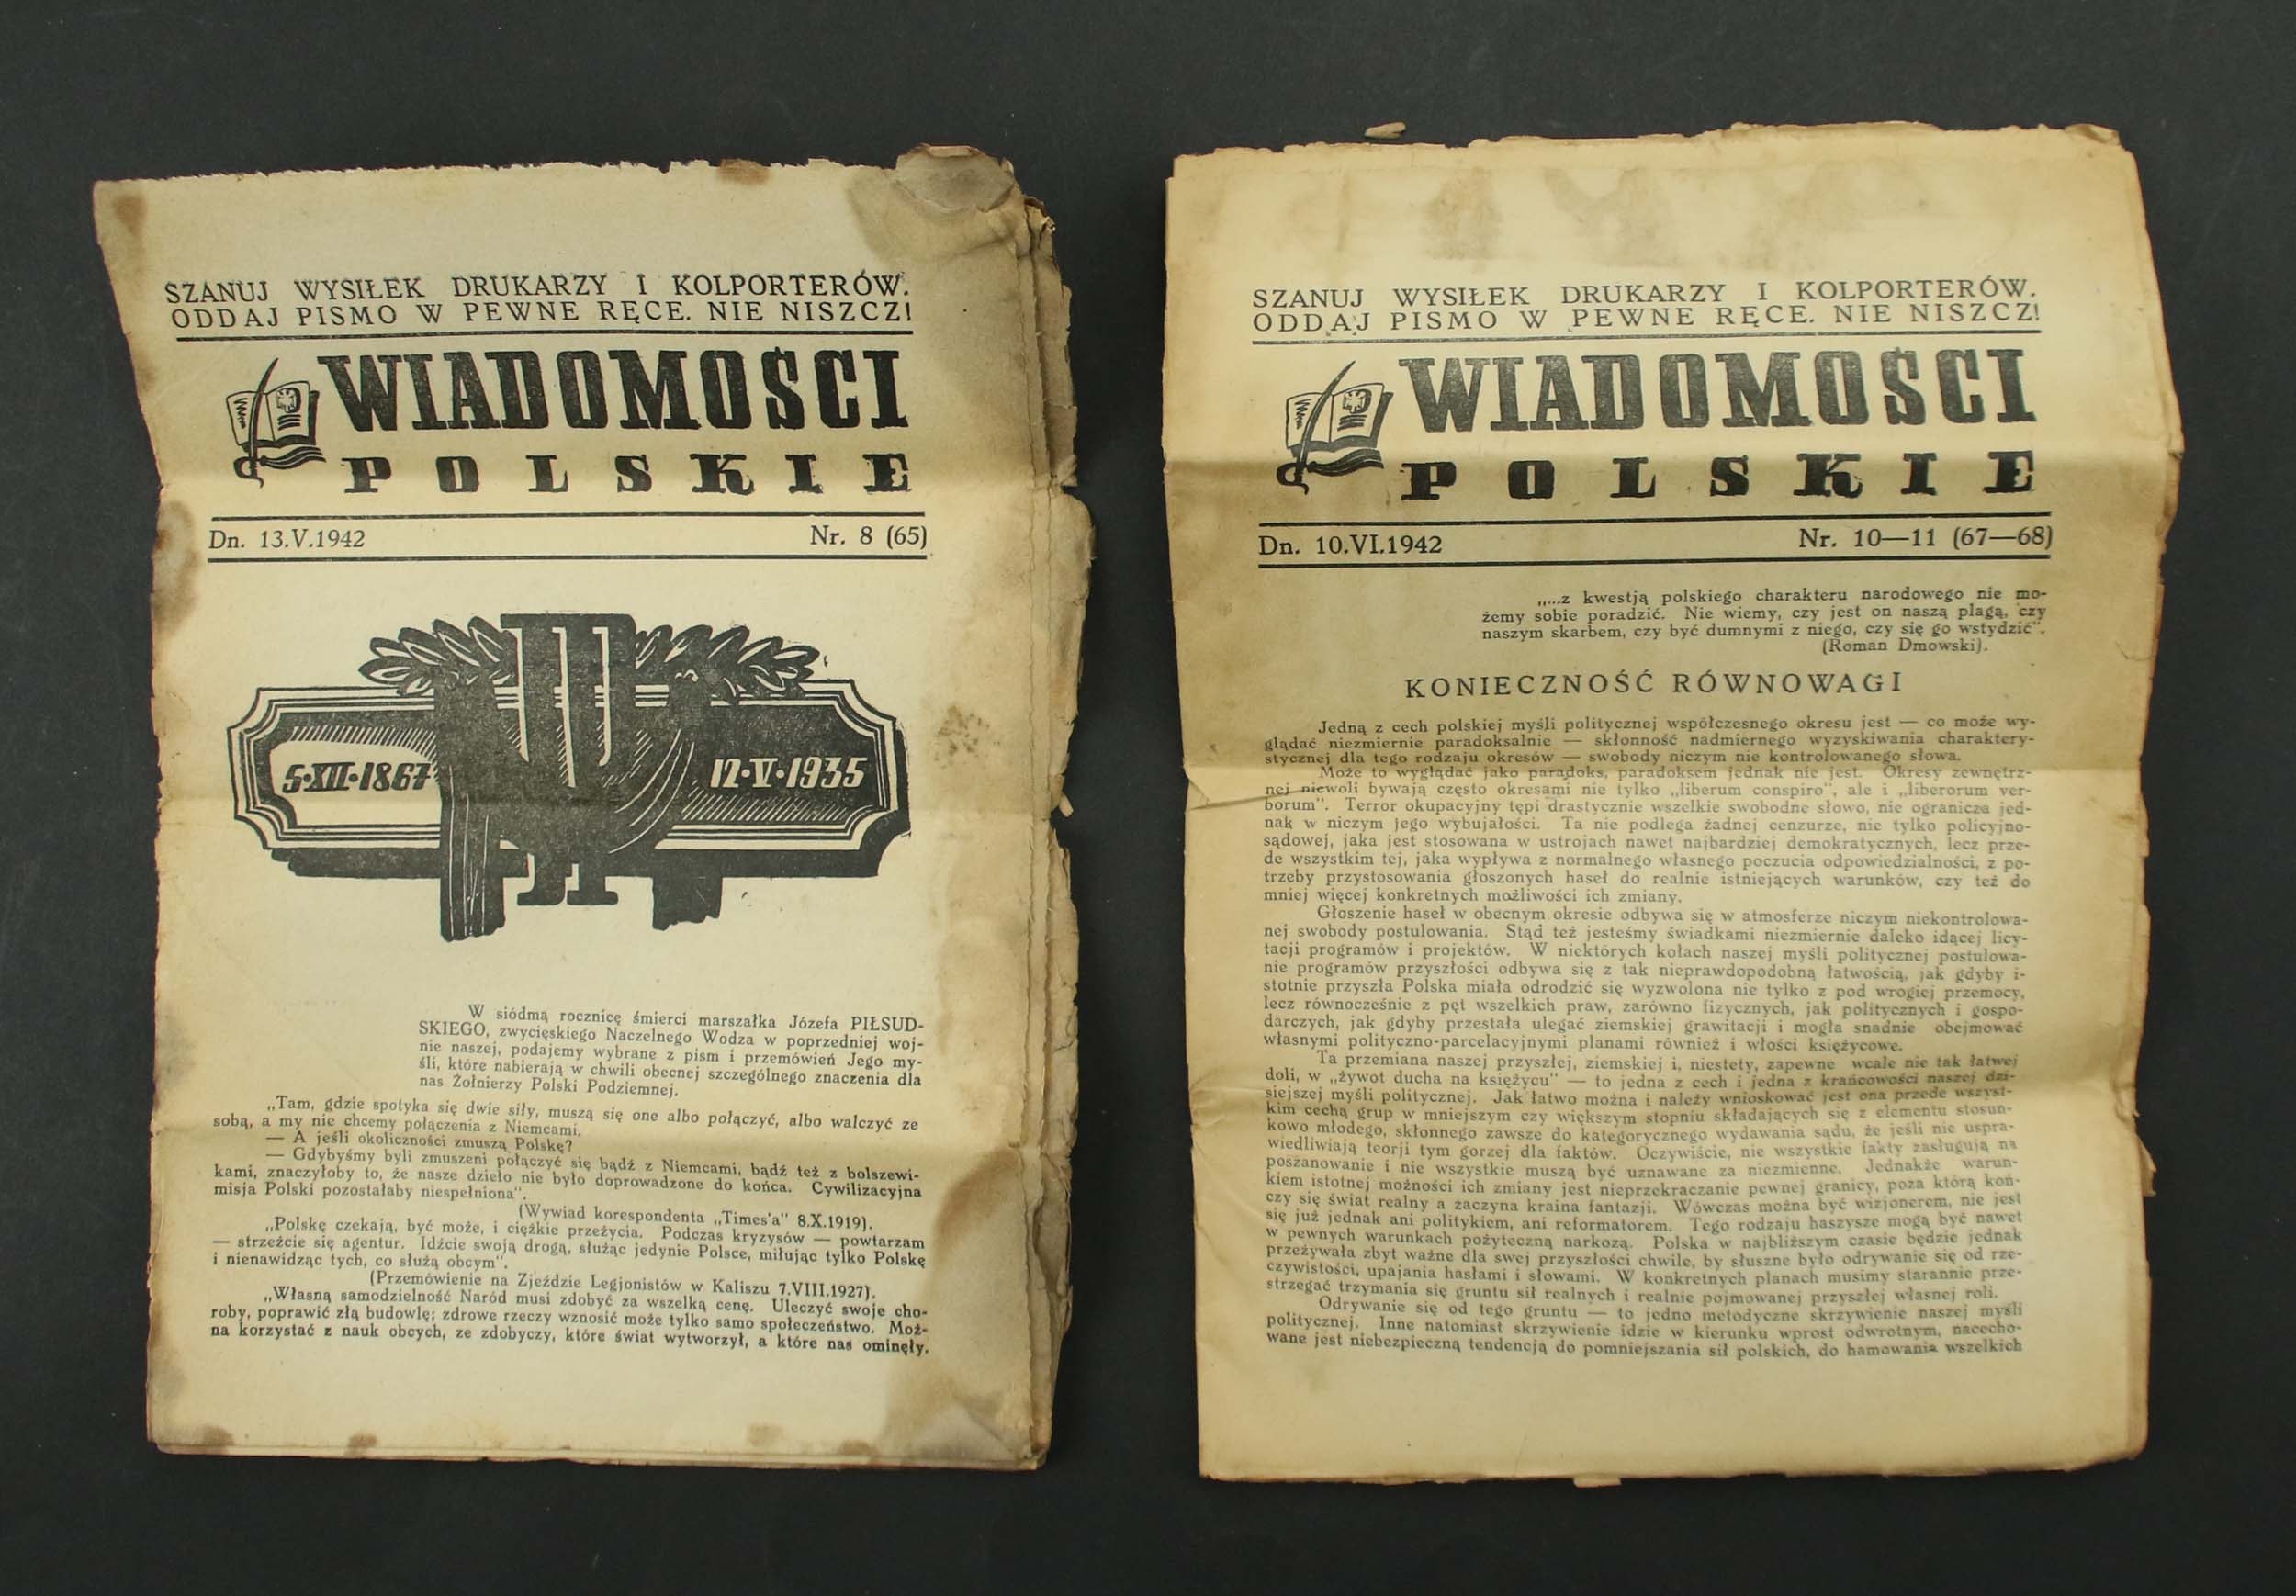 SZANUJ WYSIŁEK DRUKARZY I KOLPORTERÓW.
ODDAJ PISMO W PEWNE RĘCE. NIE NISZCZ!
WIADOMOŚCI
POLSKIE
Dn. 13.V.1942 Nr. 8 (65)
5•XII•1867 12•V•1935
W siódmą rocznicę śmierci marszałka Józefa PIŁSUD-
SKIEGO, zwycięskiego Naczelnego Wodza w poprzedniej woj-
nie naszej, podajemy wybrane z pism i przemówień Jego my-
śli, które nabierają w chwili obecnej szczególnego znaczenia dla
nas Żołnierzy Polski Podziemnej.
„Tam, gdzie spotyka się dwie siły, muszą się one albo połączyć, albo walczyć ze
sobą, a my nie chcemy połączenia z Niemcami.
— A jeśli okoliczności zmuszą Polskę?
— Gdybyśmy byli zmuszeni połączyć się bądź z Niemcami, bądź też z bolszewi-
kami, znaczyłoby to, że nasze dzieło nie było doprowadzone do końca. Cywilizacyjna
misja Polski pozostałaby niespełniona".
(Wywiad korespondenta „Times'a" 8.X.1919).
„Polskę czekają, być może, i ciężkie przeżycia. Podczas kryzysów — powtarzam
— strzeżcie się agentur. Idźcie swoją drogą, służąc jedynie Polsce, miłując tylko Polskę
i nienawidząc tych, co służą obcym".
(Przemówienie na Zjeździe Legjonistów w Kaliszu 7.VIII.1927).
„Własną samodzielność Naród musi zdobyć za wszelką cenę. Uleczyć swoje cho-
roby, poprawić złą budowlę; zdrowe rzeczy wznosić może tylko samo społeczeństwo. Moż-
na korzystać z nauk obcych, ze zdobyczy, które świat wytworzył, a które nas ominęły.
SZANUJ WYSIŁEK DRUKARZY I KOLPORTERÓW.
ODDAJ PISMO W PEWNE RĘCE. NIE NISZCZ!
WIADOMOŚCI
POLSKIE
Dn. 10.VI.1942 Nr. 10—11 (67—68)
„...z kwestją polskiego charakteru narodowego nie mo-
żemy sobie poradzić. Nie wiemy, czy jest on naszą plagą, czy
naszym skarbem, czy być dumnymi z niego, czy się go wstydzić".
(Roman Dmowski).
KONIECZNOŚĆ RÓWNOWAGI
Jedną z cech polskiej myśli politycznej współczesnego okresu jest — co może wy-
glądać niezmiernie paradoksalnie — skłonność nadmiernego wyzyskiwania charaktery-
stycznej dla tego rodzaju okresów — swobody niczym nie kontrolowanego słowa.
Może to wyglądać jako paradoks, paradoksem jednak nie jest. Okresy zewnętrz-
nej niewoli bywają często okresami nie tylko „liberum conspiro", ale i „liberorum ver-
borum". Terror okupacyjny tępi drastycznie wszelkie swobodne słowo, nie ogranicza jed-
nak w niczym jego wybujałości. Ta nie podlega żadnej cenzurze, nie tylko policyjno-
sądowej, jaka jest stosowana w ustrojach nawet najbardziej demokratycznych, lecz prze-
de wszystkim tej, jaka wypływa z normalnego własnego poczucia odpowiedzialności, z po-
trzeby przystosowania głoszonych haseł do realnie istniejących warunków, czy też do
mniej więcej konkretnych możliwości ich zmiany.
Głoszenie haseł w obecnym okresie odbywa się w atmosferze niczym niekontrolowa-
nej swobody postulowania. Stąd też jesteśmy świadkami niezmiernie daleko idącej licy-
tacji programów i projektów. W niektórych kołach naszej myśli politycznej postulowa-
nie programów przyszłości odbywa się z tak nieprawdopodobną łatwością, jak gdyby i-
stotnie przyszła Polska miała odrodzić się wyzwolona nie tylko z pod wrogiej przemocy,
lecz równocześnie z pęt wszelkich praw, zarówno fizycznych, jak politycznych i gospo-
darczych, jak gdyby przestała ulegać ziemskiej grawitacji i mogła snadnie obejmować
własnymi polityczno-parcelacyjnymi planami również i włości księżycowe.
Ta przemiana naszej przyszłej, ziemskiej i, niestety, zapewne wcale nie tak łatwej
doli, w „żywot ducha na księżycu" — to jedna z cech i jedna z krańcowości naszej dzi-
siejszej myśli politycznej. Jak łatwo można i należy wnioskować jest ona przede wszyst-
kim cechą grup w mniejszym czy większym stopniu składających się z elementu stosun-
kowo młodego, skłonnego zawsze do kategorycznego wydawania sądu, że jeśli nie uspra-
wiedliwiają teorji tym gorzej dla faktów. Oczywiście, nie wszystkie fakty zasługują na
poszanowanie i nie wszystkie muszą być uznawane za niezmienne. Jednakże warun-
kiem istotnej możności ich zmiany jest nieprzekraczanie pewnej granicy, poza którą koń-
czy się świat realny a zaczyna kraina fantazji. Wówczas można być wizjonerem, nie jest
się już jednak ani politykiem, ani reformatorem. Tego rodzaju haszysze mogą być nawet
w pewnych warunkach pożyteczną narkozą. Polska w najbliższym czasie będzie jednak
przeżywała zbyt ważne dla swej przyszłości chwile, by słuszne było odrywanie się od rze-
czywistości, upajania hasłami i słowami. W konkretnych planach musimy starannie prze-
strzegać trzymania się gruntu sił realnych i realnie pojmowanej przyszłej własnej roli.
Odrywanie się od tego gruntu — to jedno metodyczne skrzywienie naszej myśli
politycznej. Inne natomiast skrzywienie idzie w kierunku wprost odwrotnym, nacecho-
wane jest niebezpieczną tendencją do pomniejszania sił polskich, do hamowania wszelkich